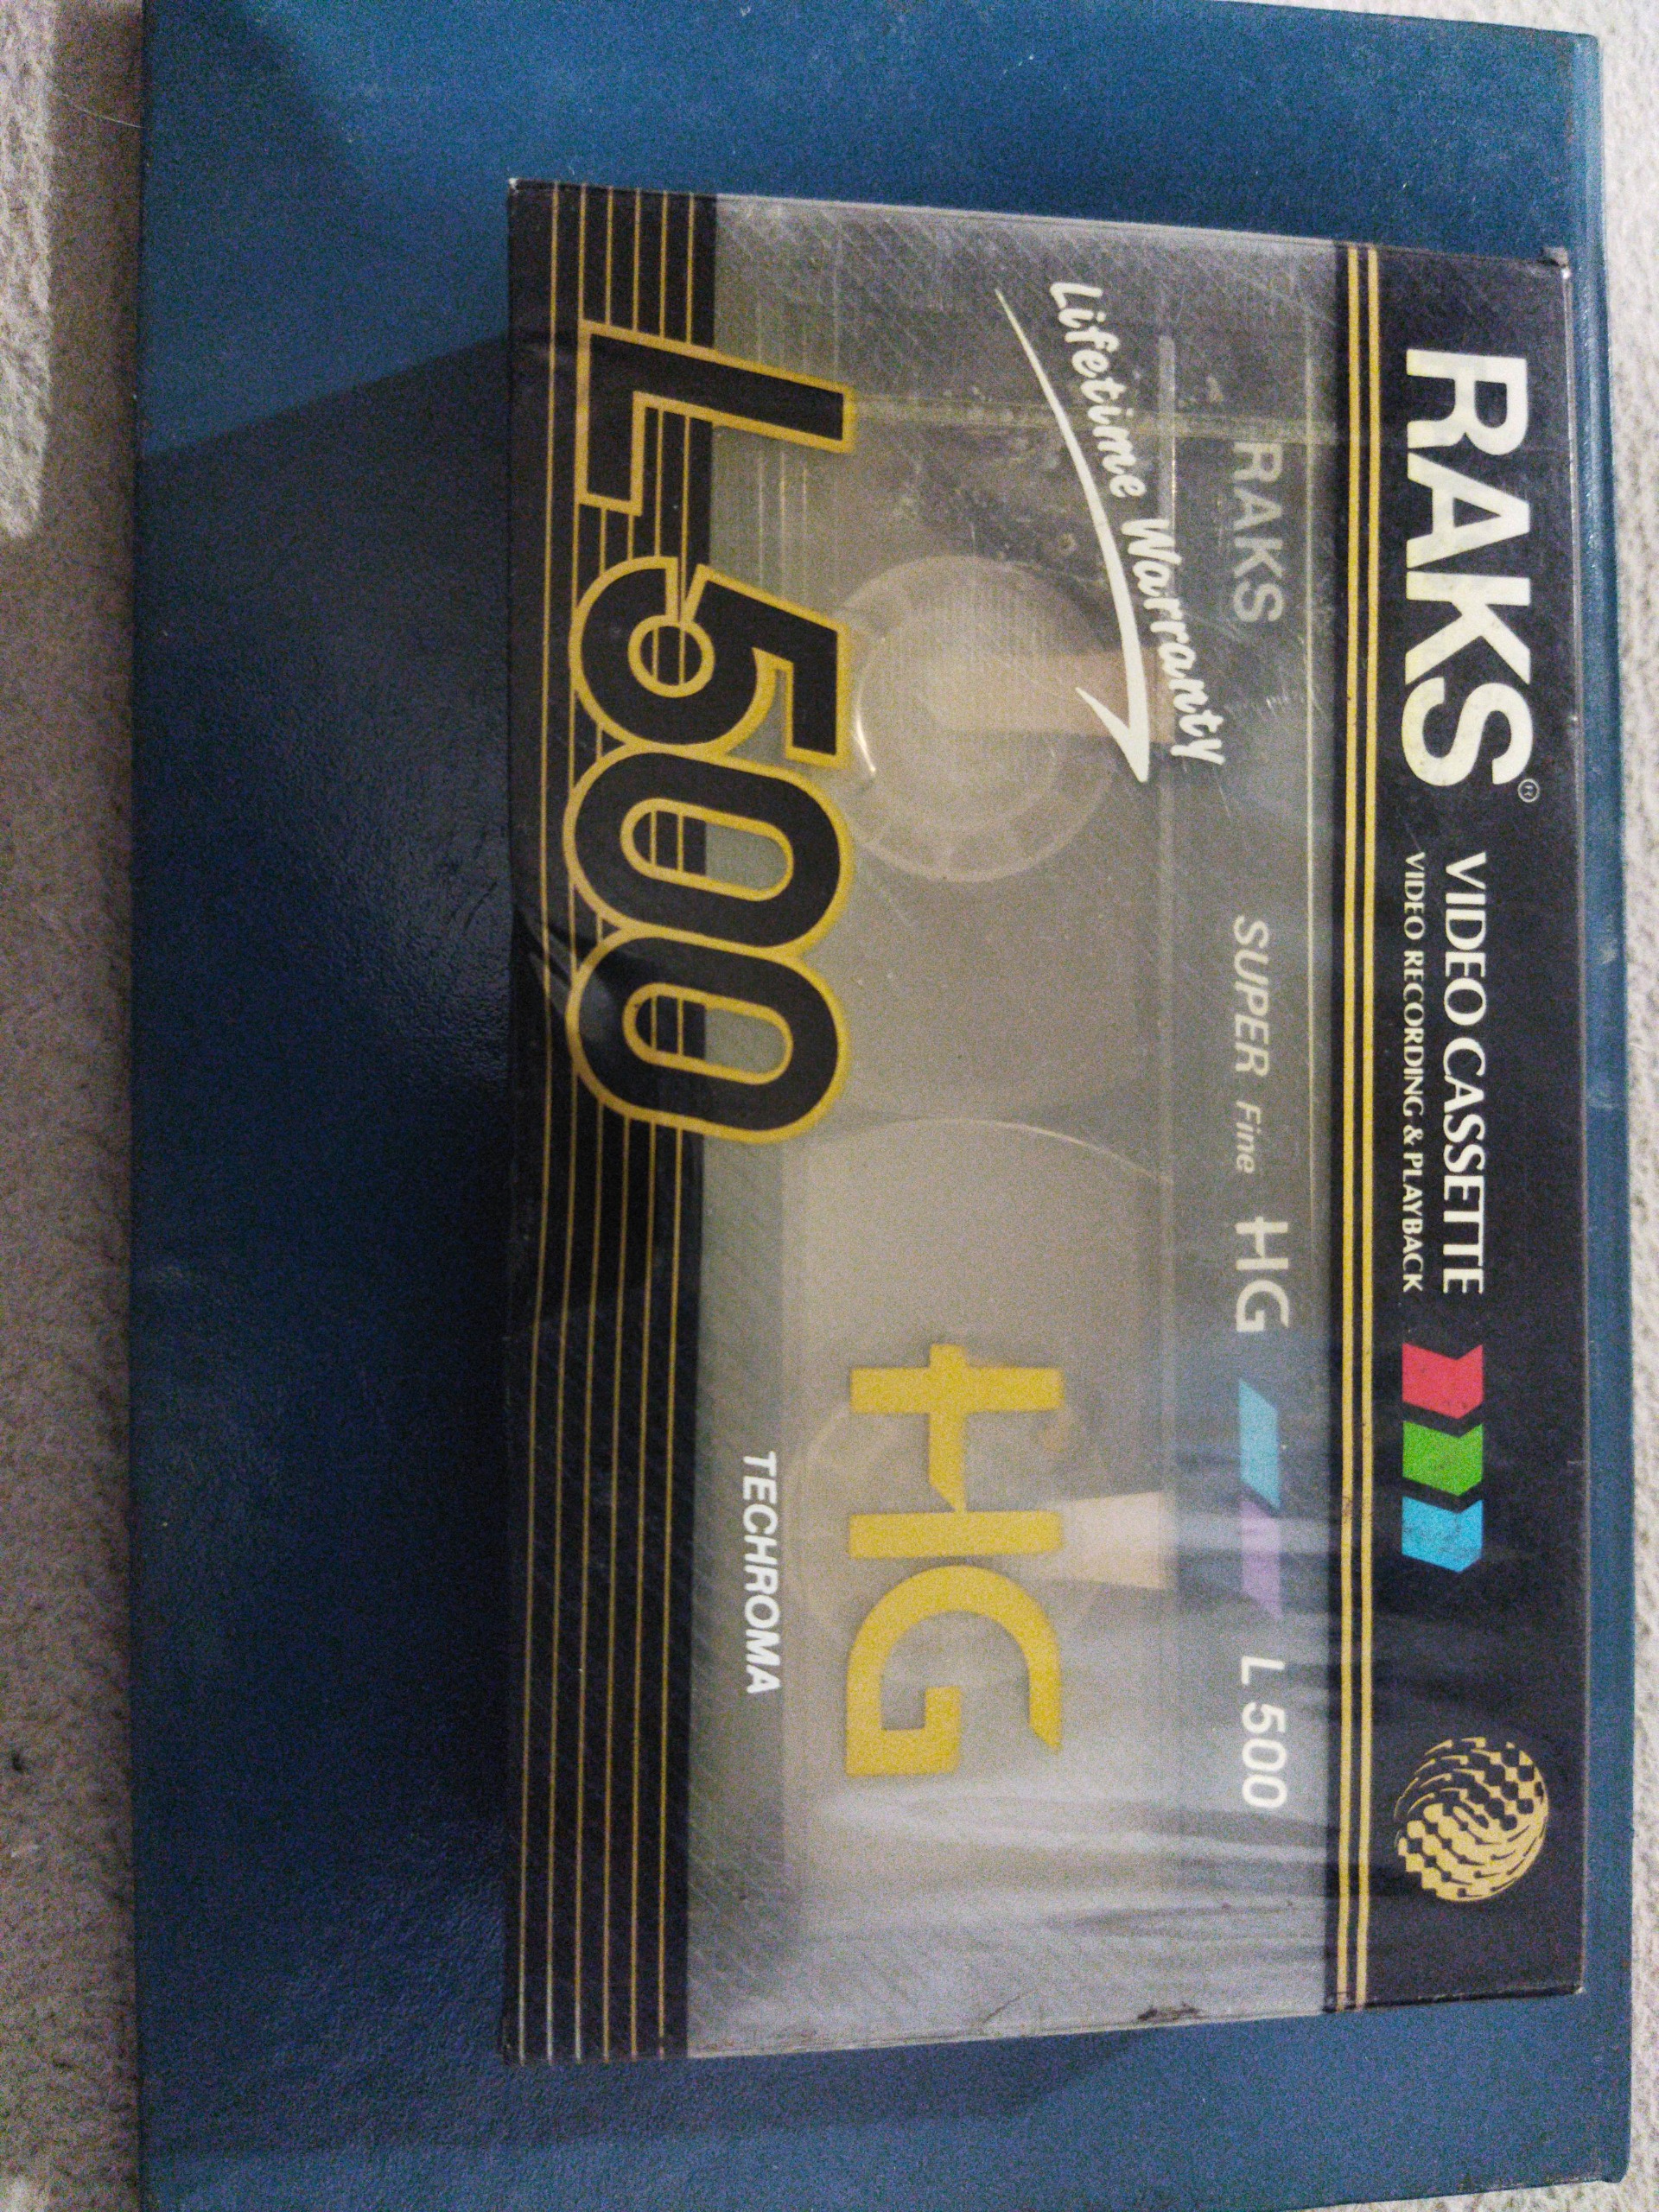 RAKS®
VIDEO CASSETTE
VIDEO RECORDING & PLAYBACK
RAKS SUPER Fine HG L 500
Lifetime Warranty
HG
L500
TECHROMA